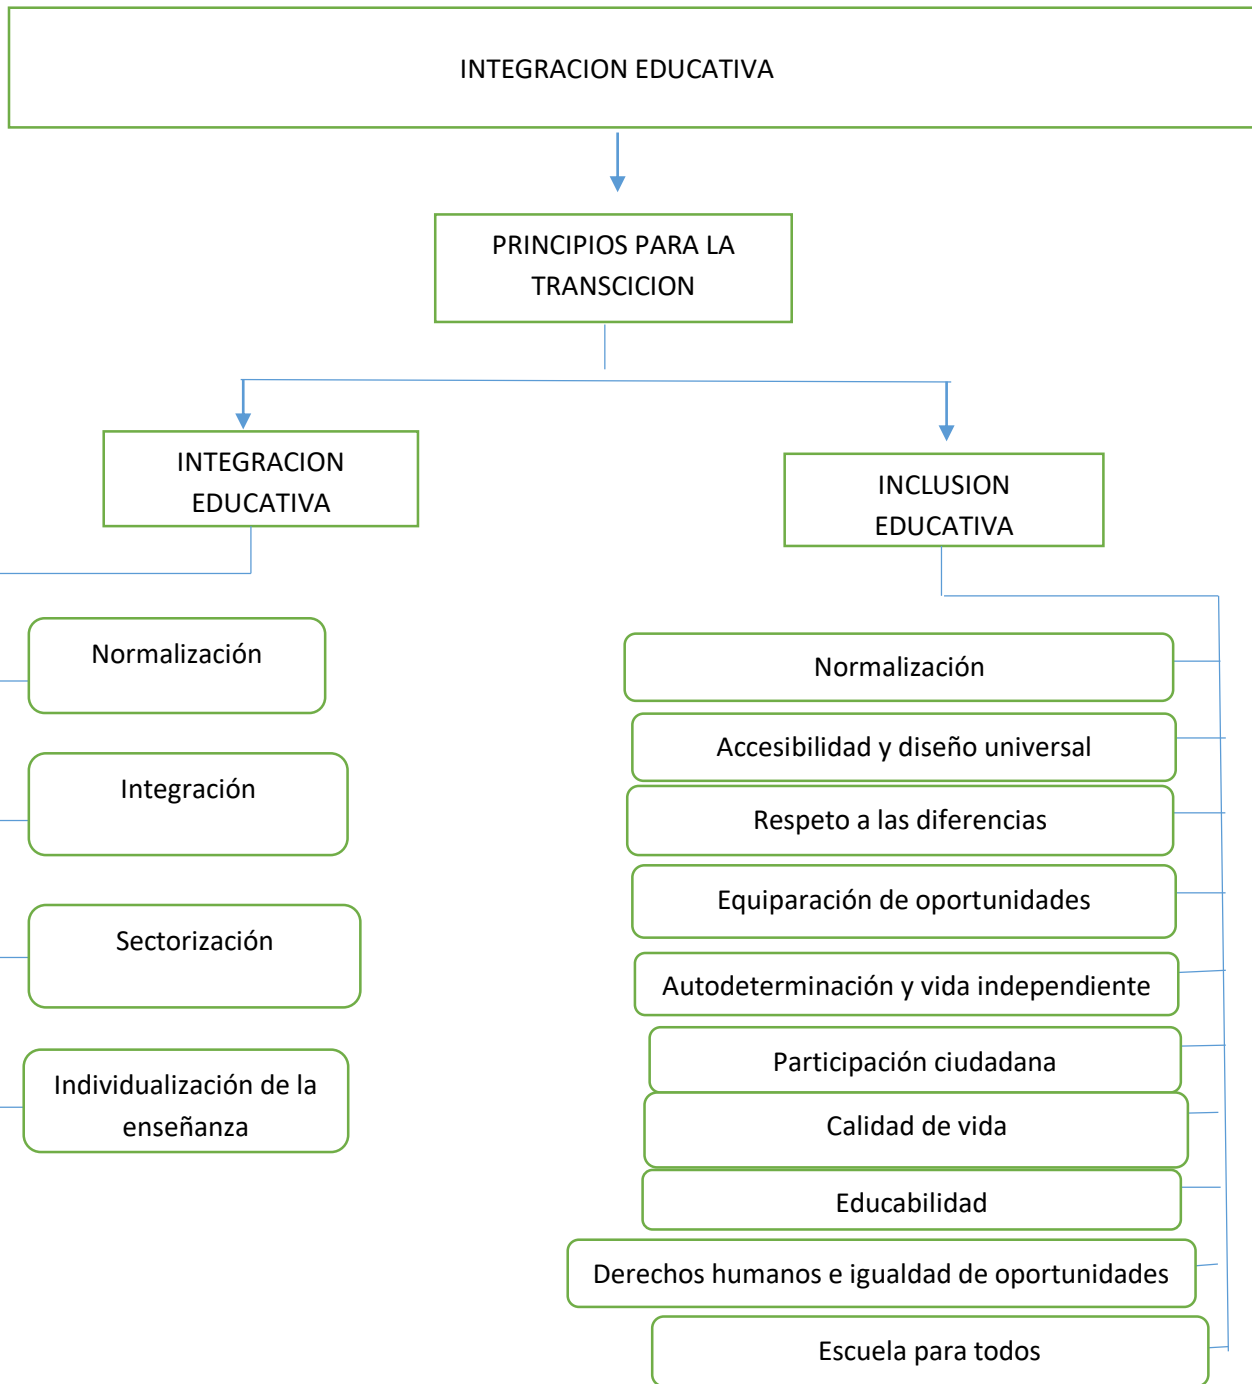 INTEGRACION EDUCATIVA
PRINCIPIOS PARA LA
TRANSCICION
INTEGRACION
EDUCATIVA
Normalización
Integración
Sectorización
Individualización de la
enseñanza
INCLUSION
EDUCATIVA
Normalización
Accesibilidad y diseño universal
Respeto a las diferencias
Equiparación de oportunidades
Autodeterminación y vida independiente
Participación ciudadana
Calidad de vida
Educabilidad
Derechos humanos e igualdad de oportunidades
Escuela para todos